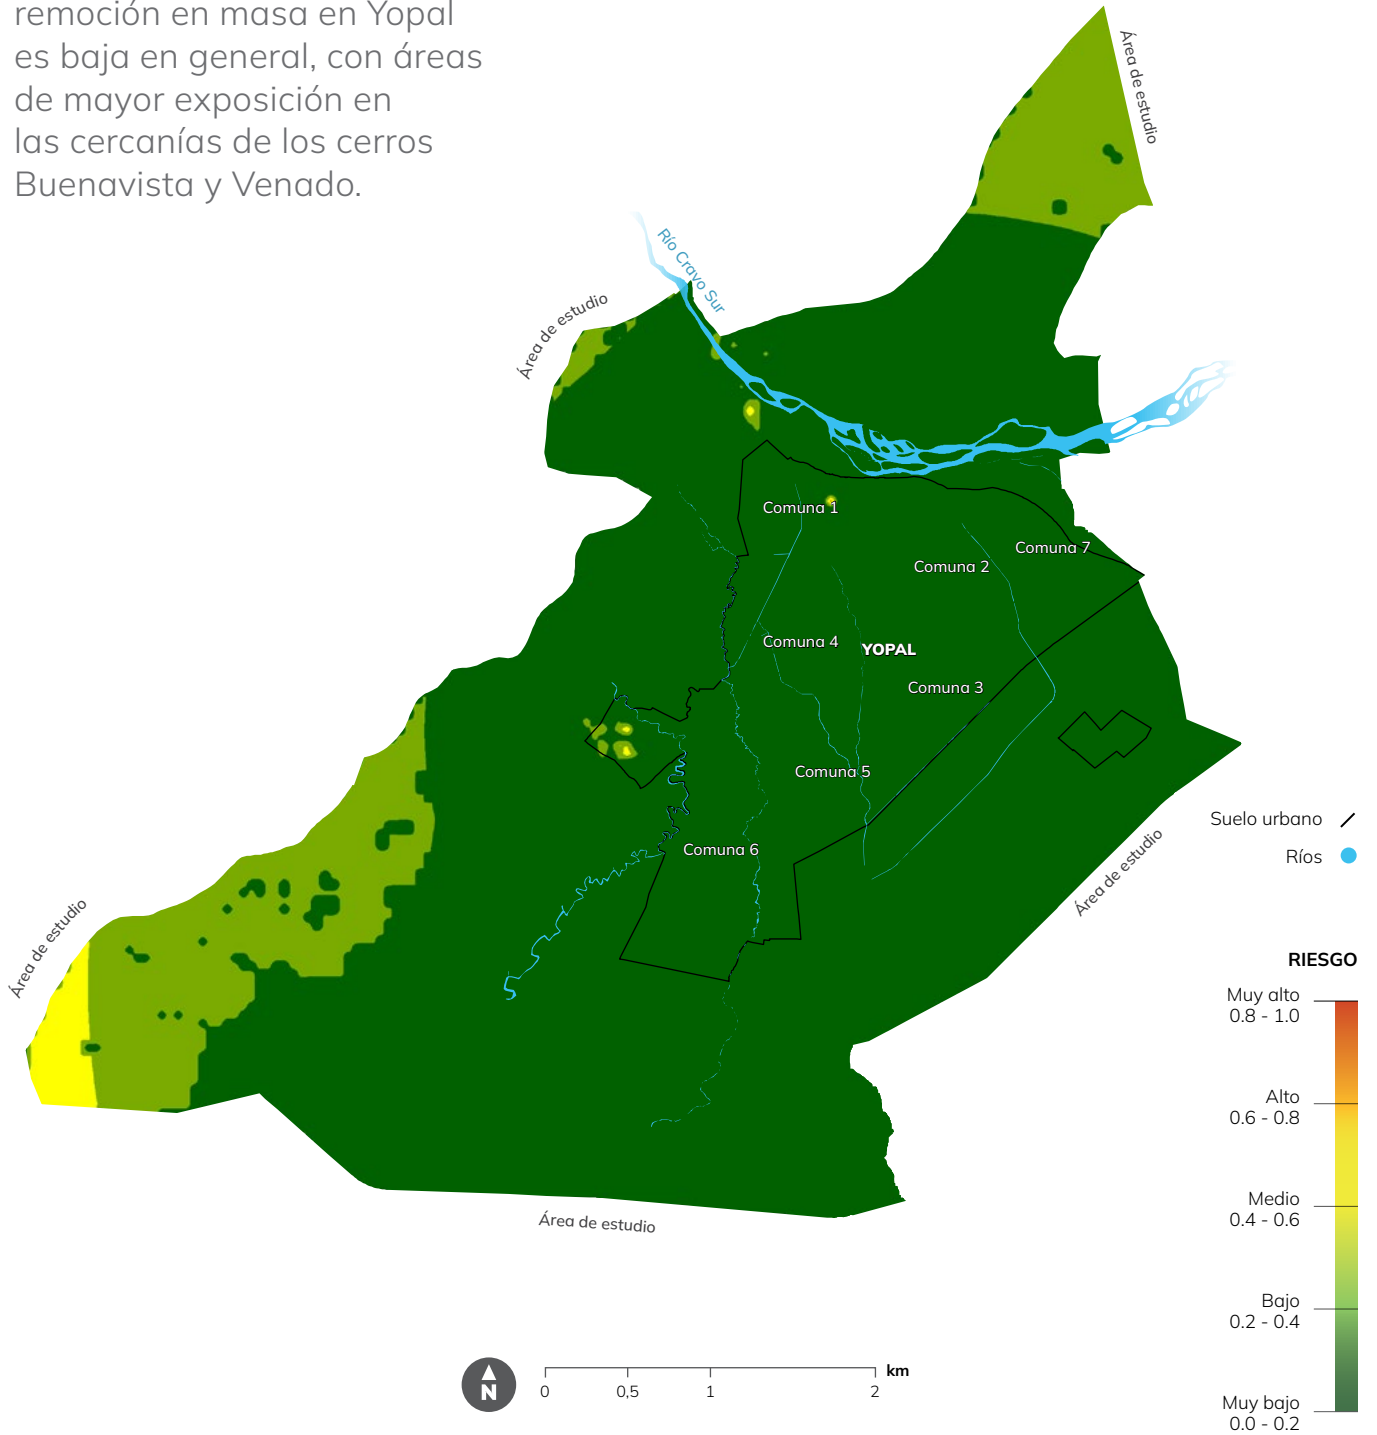 remoción en masa en Yopal
es baja en general, con áreas
de mayor exposición en
las cercanías de los cerros
Buenavista y Venado.
Área de estudio
Río Cravo Sur
Área de estudio
Comuna 1
Comuna 7
Comuna 2
Comuna 4
YOPAL
Comuna 3
Comuna 5
Comuna 6
Suelo urbano
Ríos
Área de estudio
Área de estudio
RIESGO
Muy alto
0.8 - 1.0
Alto
0.6 - 0.8
Medio
0.4 - 0.6
Bajo
0.2 - 0.4
Muy bajo
0.0 - 0.2
Área de estudio
N
km
0 0,5 1 2